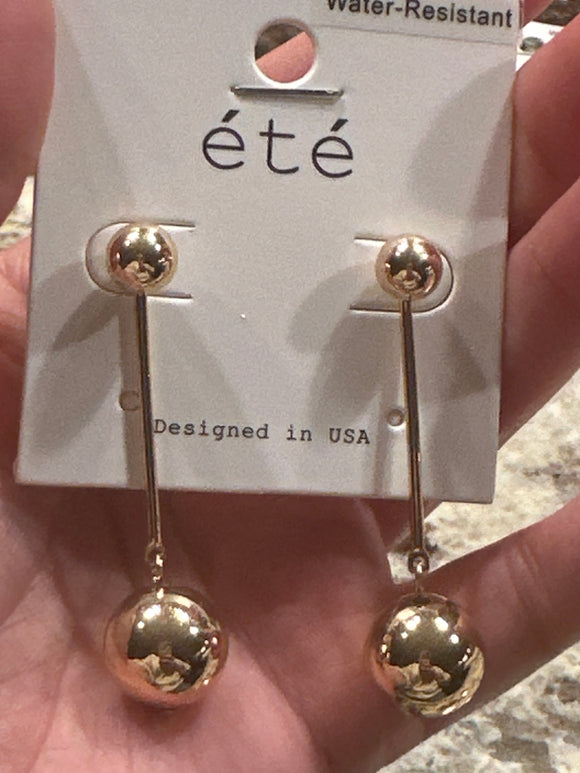 Water-Resistant
été
Designed in USA